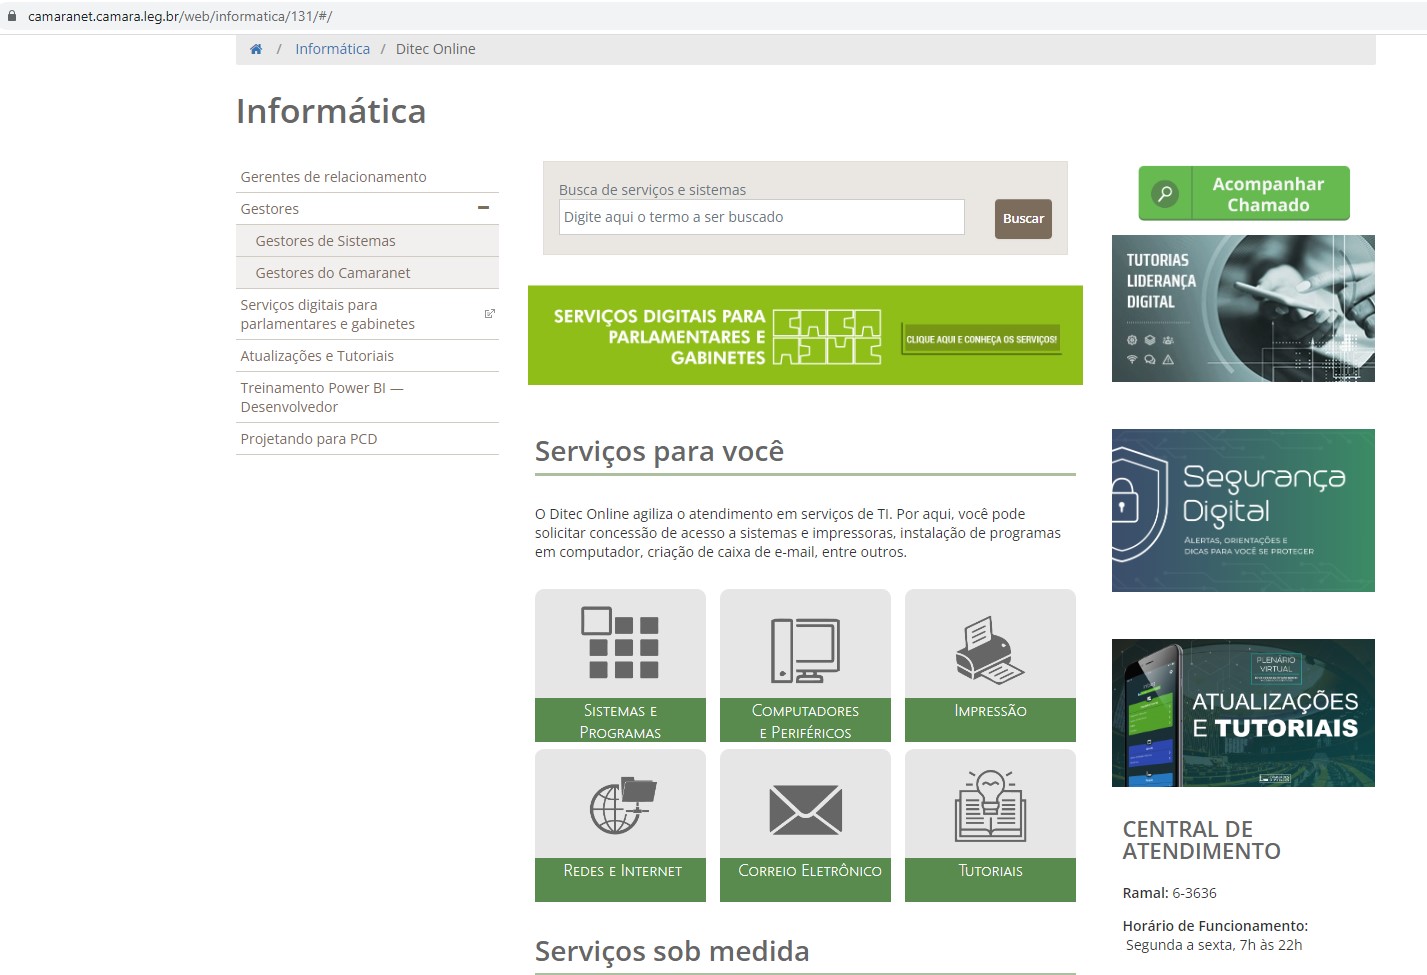 camaranet.camara.leg.br/web/informatica/131/#/
/ Informática / Ditec Online
Informática
Gerentes de relacionamento
Gestores
Gestores de Sistemas
Gestores do Camaranet
Serviços digitais para
parlamentares e gabinetes
Atualizações e Tutoriais
Treinamento Power BI —
Desenvolvedor
Projetando para PCD
Busca de serviços e sistemas
Digite aqui o termo a ser buscado
Buscar
SERVIÇOS DIGITAIS PARA
PARLAMENTARES E
GABINETES
CLIQUE AQUI E CONHEÇA OS SERVIÇOS!
Serviços para você
O Ditec Online agiliza o atendimento em serviços de TI. Por aqui, você pode
solicitar concessão de acesso a sistemas e impressoras, instalação de programas
em computador, criação de caixa de e-mail, entre outros.
Sistemas e
Programas
Computadores
e Periféricos
Impressão
Redes e Internet
Correio Eletrônico
Tutoriais
Serviços sob medida
Acompanhar
Chamado
TUTORIAS
LIDERANÇA
DIGITAL
Segurança
Digital
Alertas, orientações e
dicas para você se proteger
PLENÁRIO
VIRTUAL
ATUALIZAÇÕES
E TUTORIAIS
CENTRAL DE
ATENDIMENTO
Ramal: 6-3636
Horário de Funcionamento:
Segunda a sexta, 7h às 22h